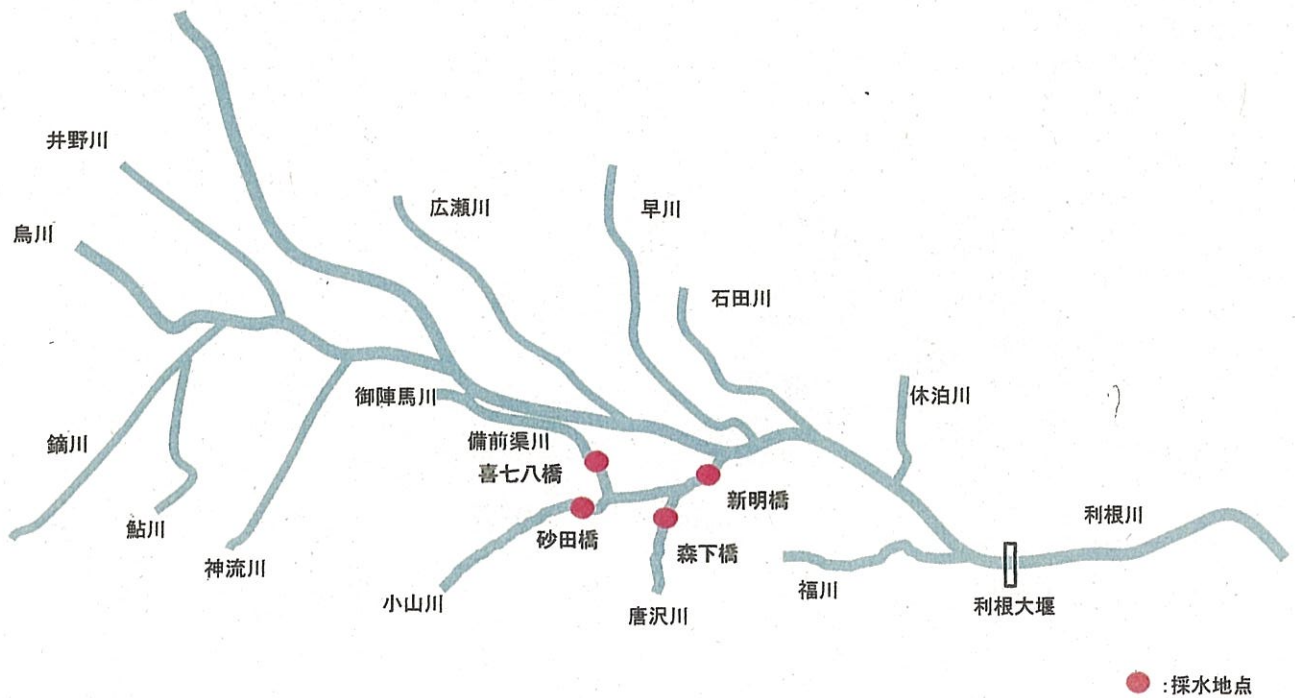 井野川
烏川
広瀬川
早川
石田川
休泊川
御陣馬川
備前渠川
喜七八橋
新明橋
利根川
鏑川
鮎川
神流川
砂田橋
森下橋
小山川
唐沢川
福川
利根大堰
:採水地点